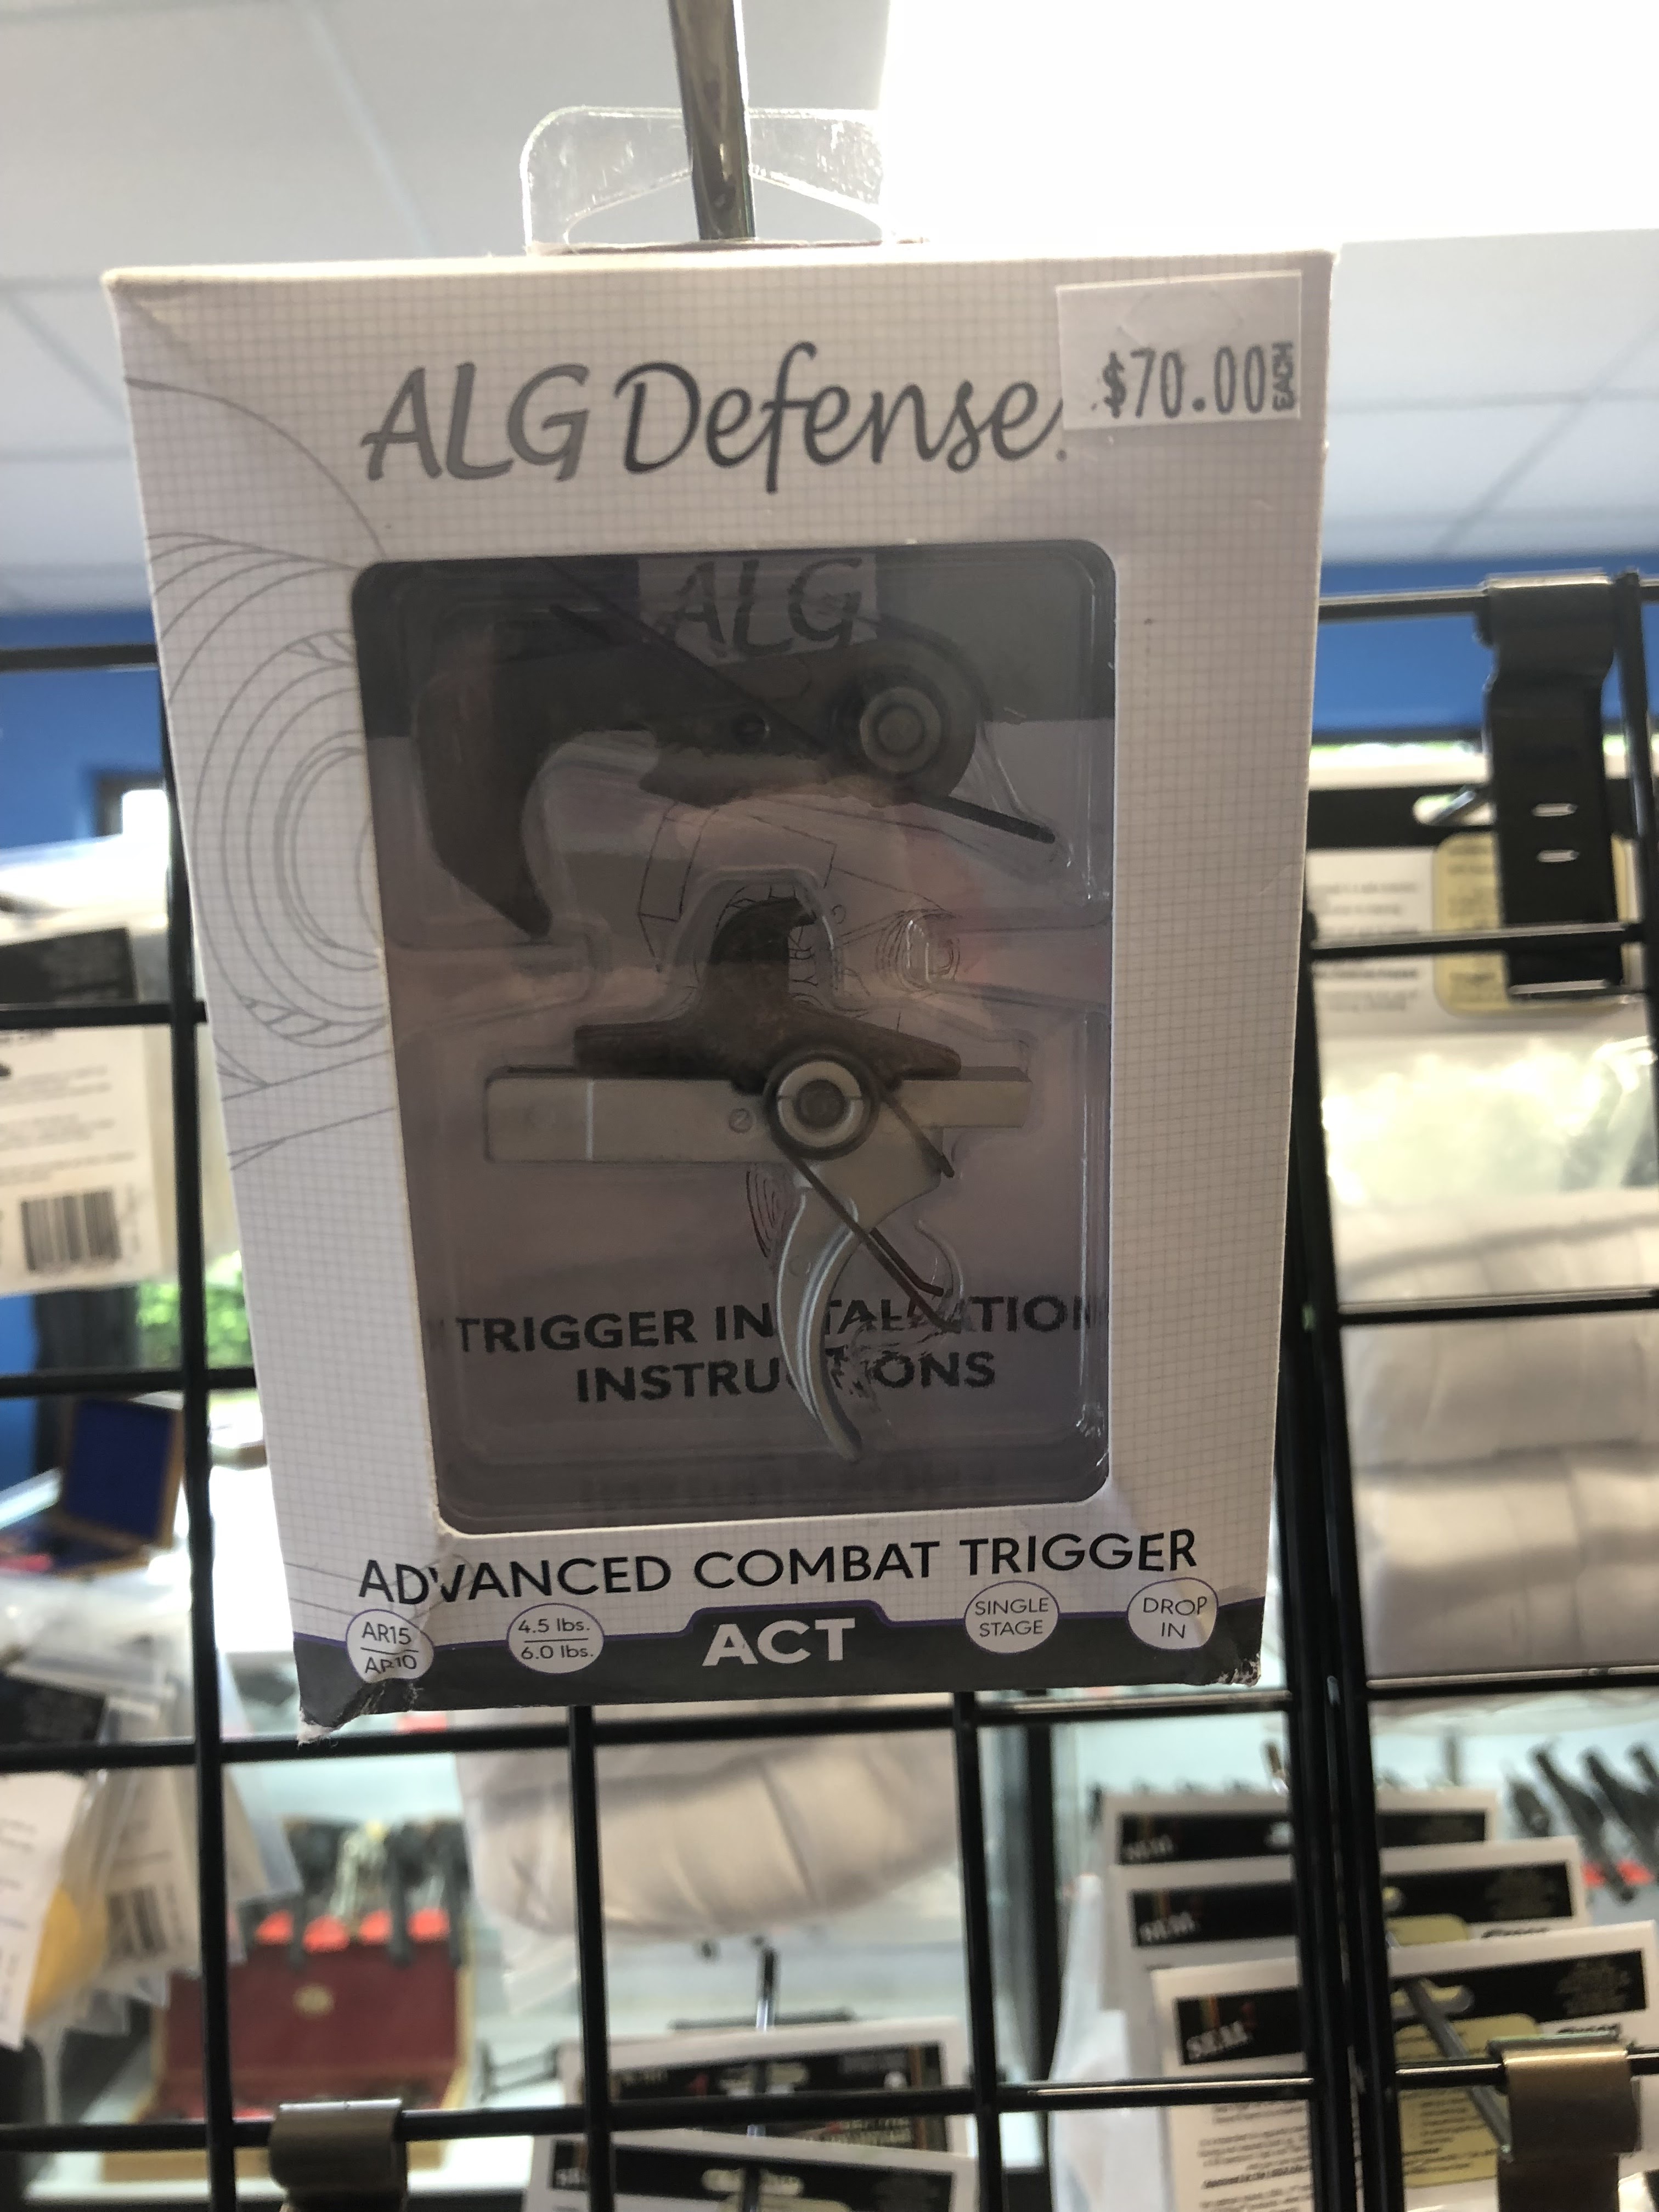 ALG Defense.
$70.00 EACH
ALG
TRIGGER IN TALLATION
INSTRU TIONS
ADVANCED COMBAT TRIGGER
AR15
AR10
4.5 lbs.
6.0 lbs.
ACT
SINGLE
STAGE
DROP
IN